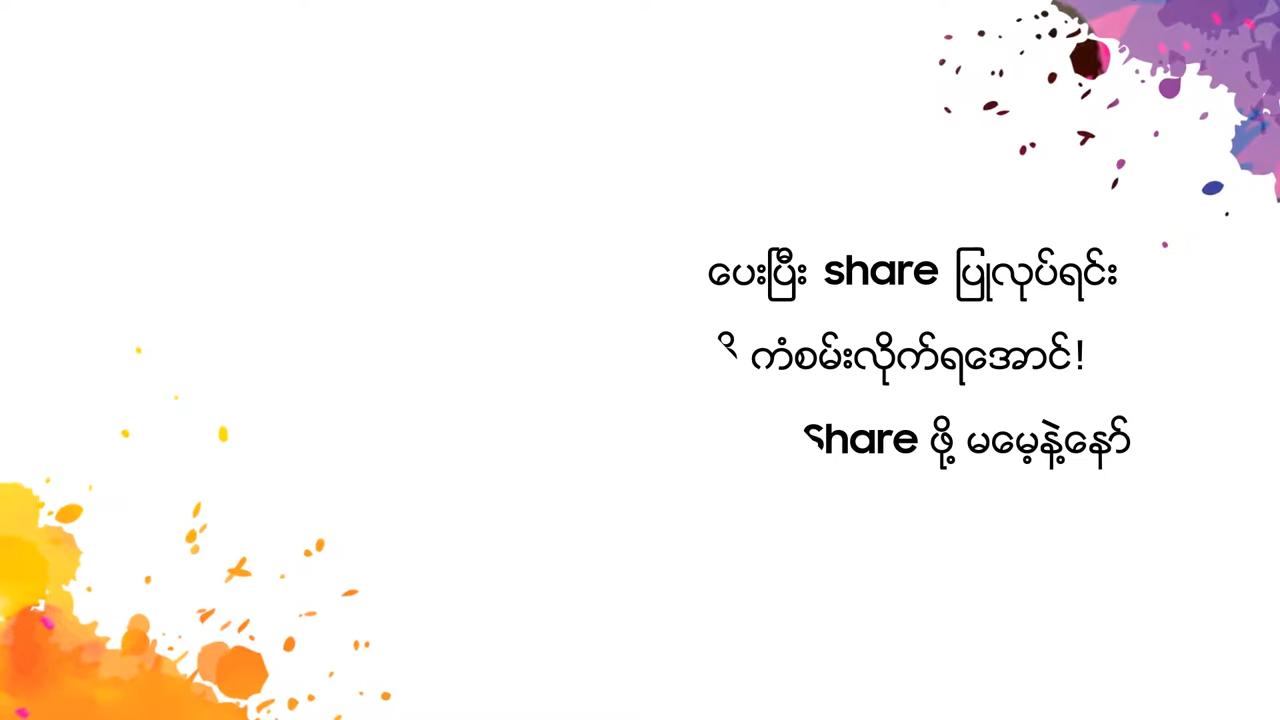 ပေးပြီး share ပြုလုပ်ရင်း
ကံစမ်းလိုက်ရအောင်!
Share ဖို့ မမေ့နဲ့နော်